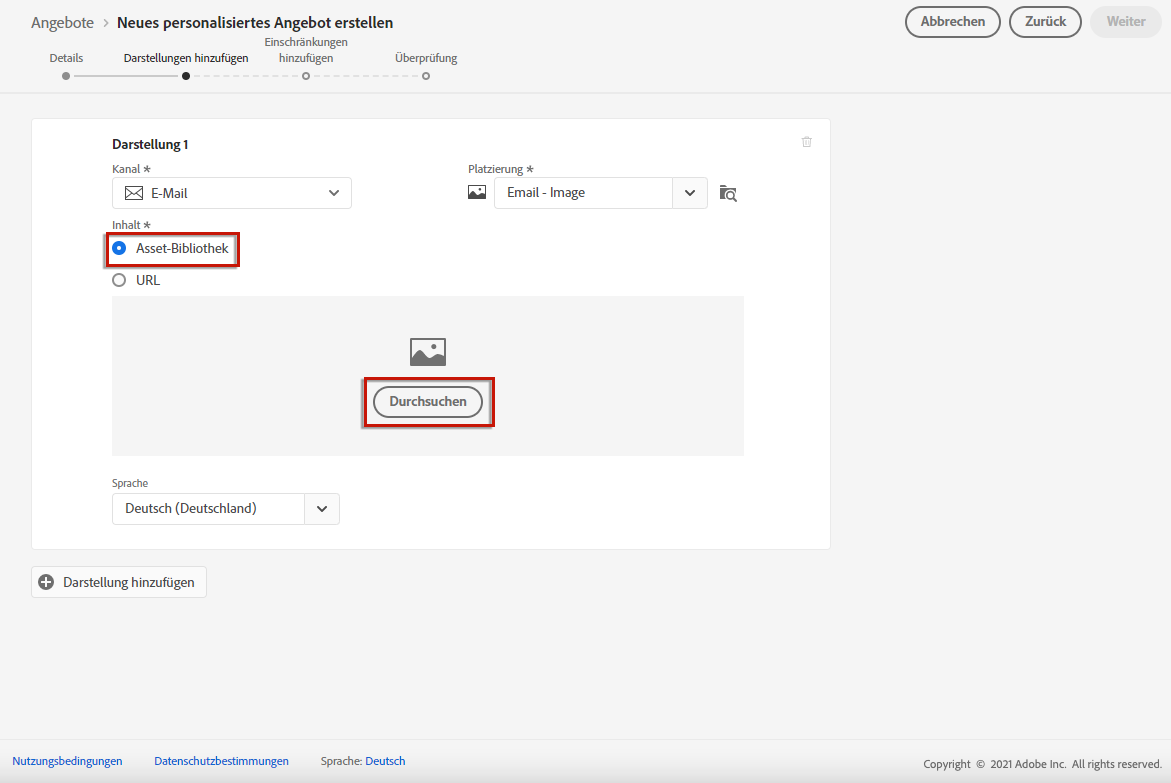 Angebote > Neues personalisiertes Angebot erstellen
Abbrechen Zurück Weiter
Details Darstellungen hinzufügen Einschränkungen hinzufügen Überprüfung
Darstellung 1
Kanal * Platzierung *
E-Mail Email - Image
Inhalt *
Asset-Bibliothek
URL
Durchsuchen
Sprache
Deutsch (Deutschland)
Darstellung hinzufügen
Nutzungsbedingungen Datenschutzbestimmungen Sprache: Deutsch Copyright © 2021 Adobe Inc. All rights reserved.